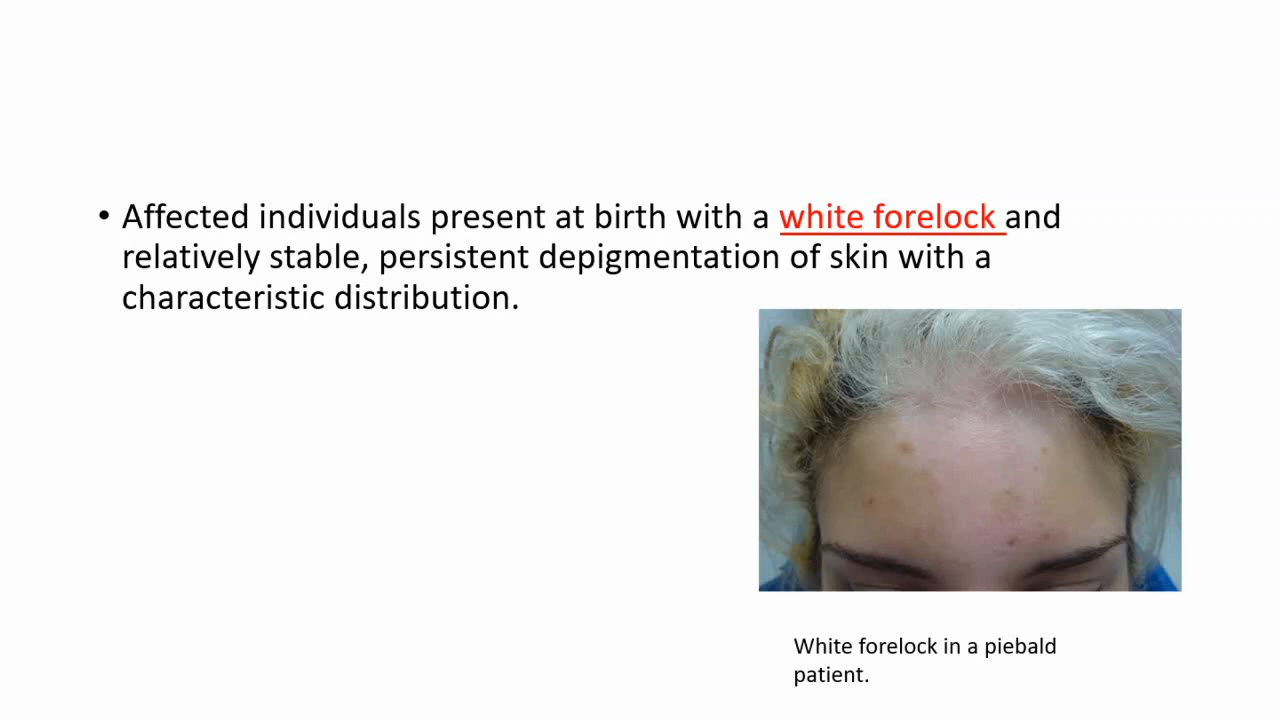 • Affected individuals present at birth with a white forelock and
relatively stable, persistent depigmentation of skin with a
characteristic distribution.
White forelock in a piebald
patient.